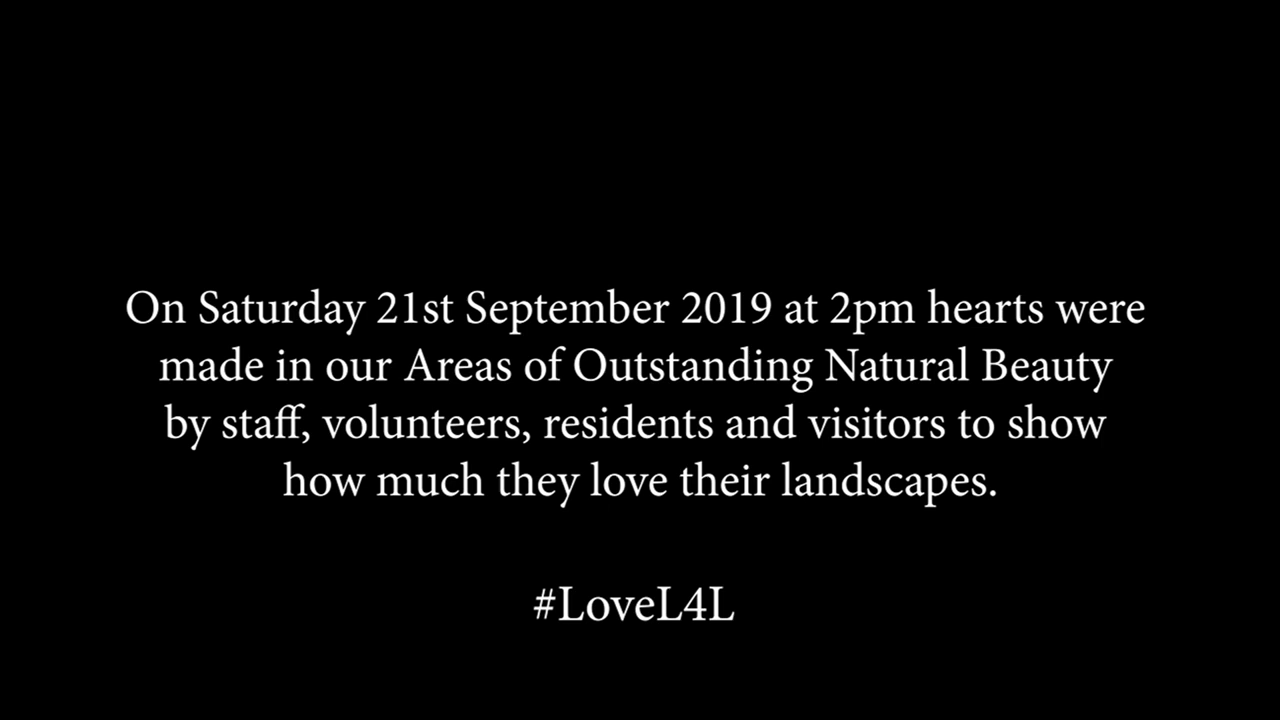 On Saturday 21st September 2019 at 2pm hearts were
made in our Areas of Outstanding Natural Beauty
by staff, volunteers, residents and visitors to show
how much they love their landscapes.
#LoveL4L